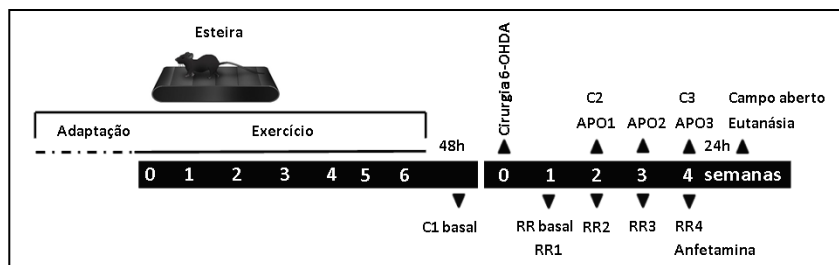 Esteira
Adaptação Exercício
48h
Cirurgia 6-OHDA
C2 C3 Campo aberto
APO1 APO2 APO3 Eutanásia
24h
0 1 2 3 4 5 6 0 1 2 3 4 semanas
C1 basal RR basal RR2 RR3 RR4
RR1 Anfetamina